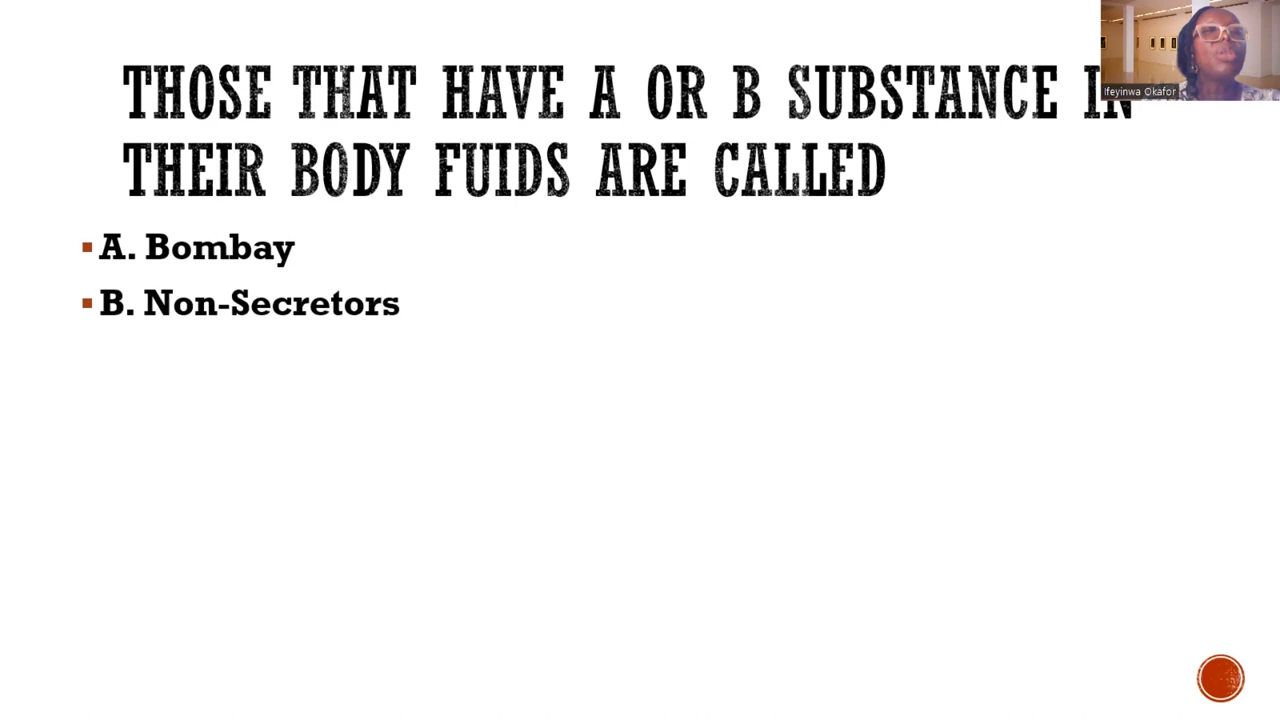 THOSE THAT HAVE A OR B SUBSTANCE IN
THEIR BODY FUIDS ARE CALLED
A. Bombay
B. Non-Secretors
Ifeyinwa Okafor